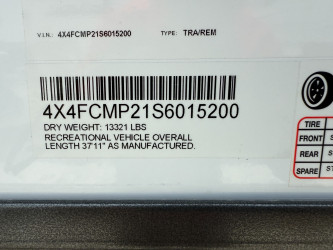 V.I.N.: 4X4FCMP21S6015200 TYPE: TRA/REM
4X4FCMP21S6015200
DRY WEIGHT: 13321 LBS
RECREATIONAL VEHICLE OVERALL
LENGTH 37'11" AS MANUFACTURED.
TIRE
FRONT
REAR
SPARE